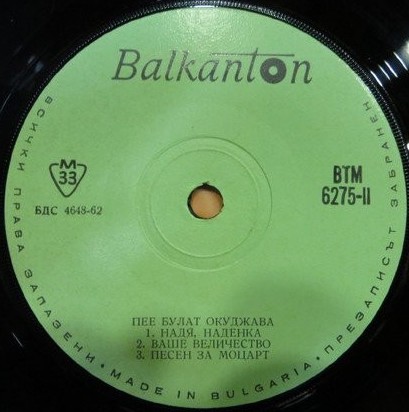 Balkanton
M
33
БДС 4648-62
ВТМ
6275-II
ПЕЕ БУЛАТ ОКУДЖАВА
1. НАДЯ, НАДЕНКА
2. ВАШЕ ВЕЛИЧЕСТВО
3. ПЕСЕН ЗА МОЦАРТ
ВСИЧКИ ПРАВА ЗАПАЗЕНИ • MADE IN BULGARIA • ПРЕЗАПИСЪТ ЗАБРАНЕН